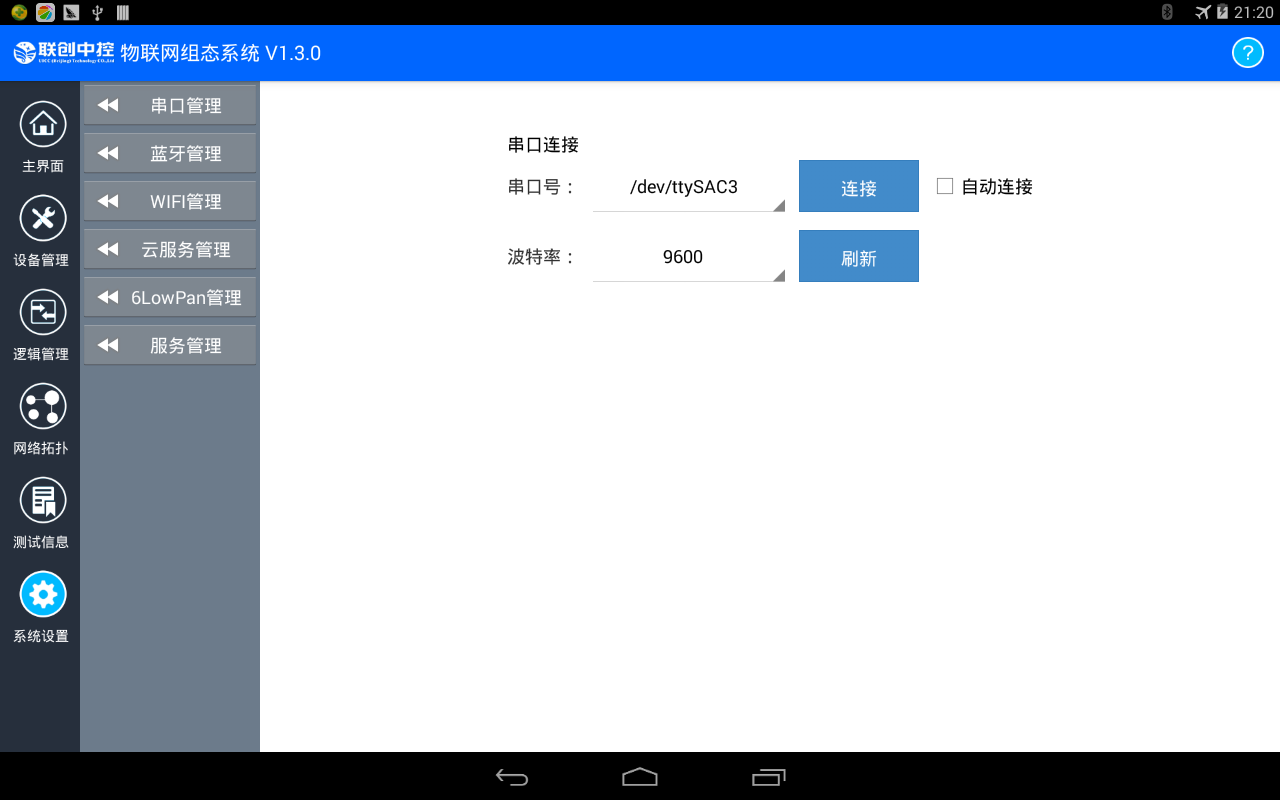 21:20
联创中控 物联网组态系统 V1.3.0
?
主界面
设备管理
逻辑管理
网络拓扑
测试信息
系统设置
串口管理
蓝牙管理
WIFI管理
云服务管理
6LowPan管理
服务管理
串口连接
串口号： /dev/ttySAC3 连接 自动连接
波特率： 9600 刷新